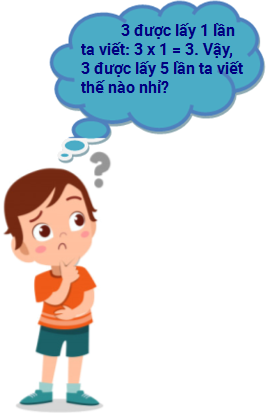 3 được lấy 1 lần
ta viết: 3 x 1 = 3. Vậy,
3 được lấy 5 lần ta viết
thế nào nhỉ?
?